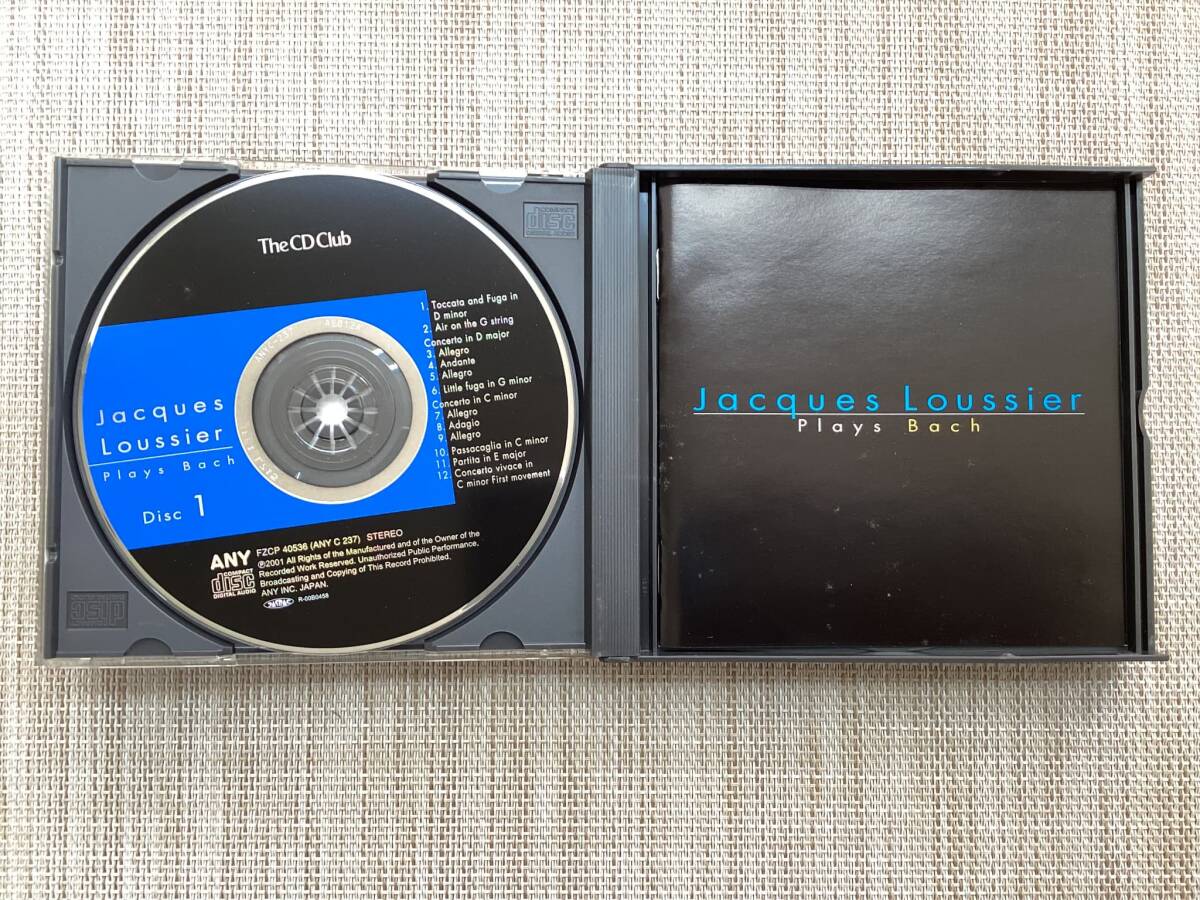 The CD Club
1. Toccata and Fuga in
D minor
2. Air on the G string
Concerto in D major
3. Allegro
4. Andante
5. Allegro
6. Little fuga in G minor
Concerto in C minor
7. Allegro
8. Adagio
9. Allegro
10. Passacaglia in C minor
11. Partita in E major
12. Concerto vivace in
C minor First movement
Jacques
Loussier
Plays Bach
Disc 1
ANY
FZCP 40536 (ANY C 237) STEREO
℗2001 All Rights of the Manufactured and of the Owner of the
Recorded Work Reserved. Unauthorized Public Performance,
Broadcasting and Copying of This Record Prohibited.
ANY INC. JAPAN.
COMPACT
disc
DIGITAL AUDIO
R-00B0458
COMPACT
disc
disc
Jacques Loussier
Plays Bach